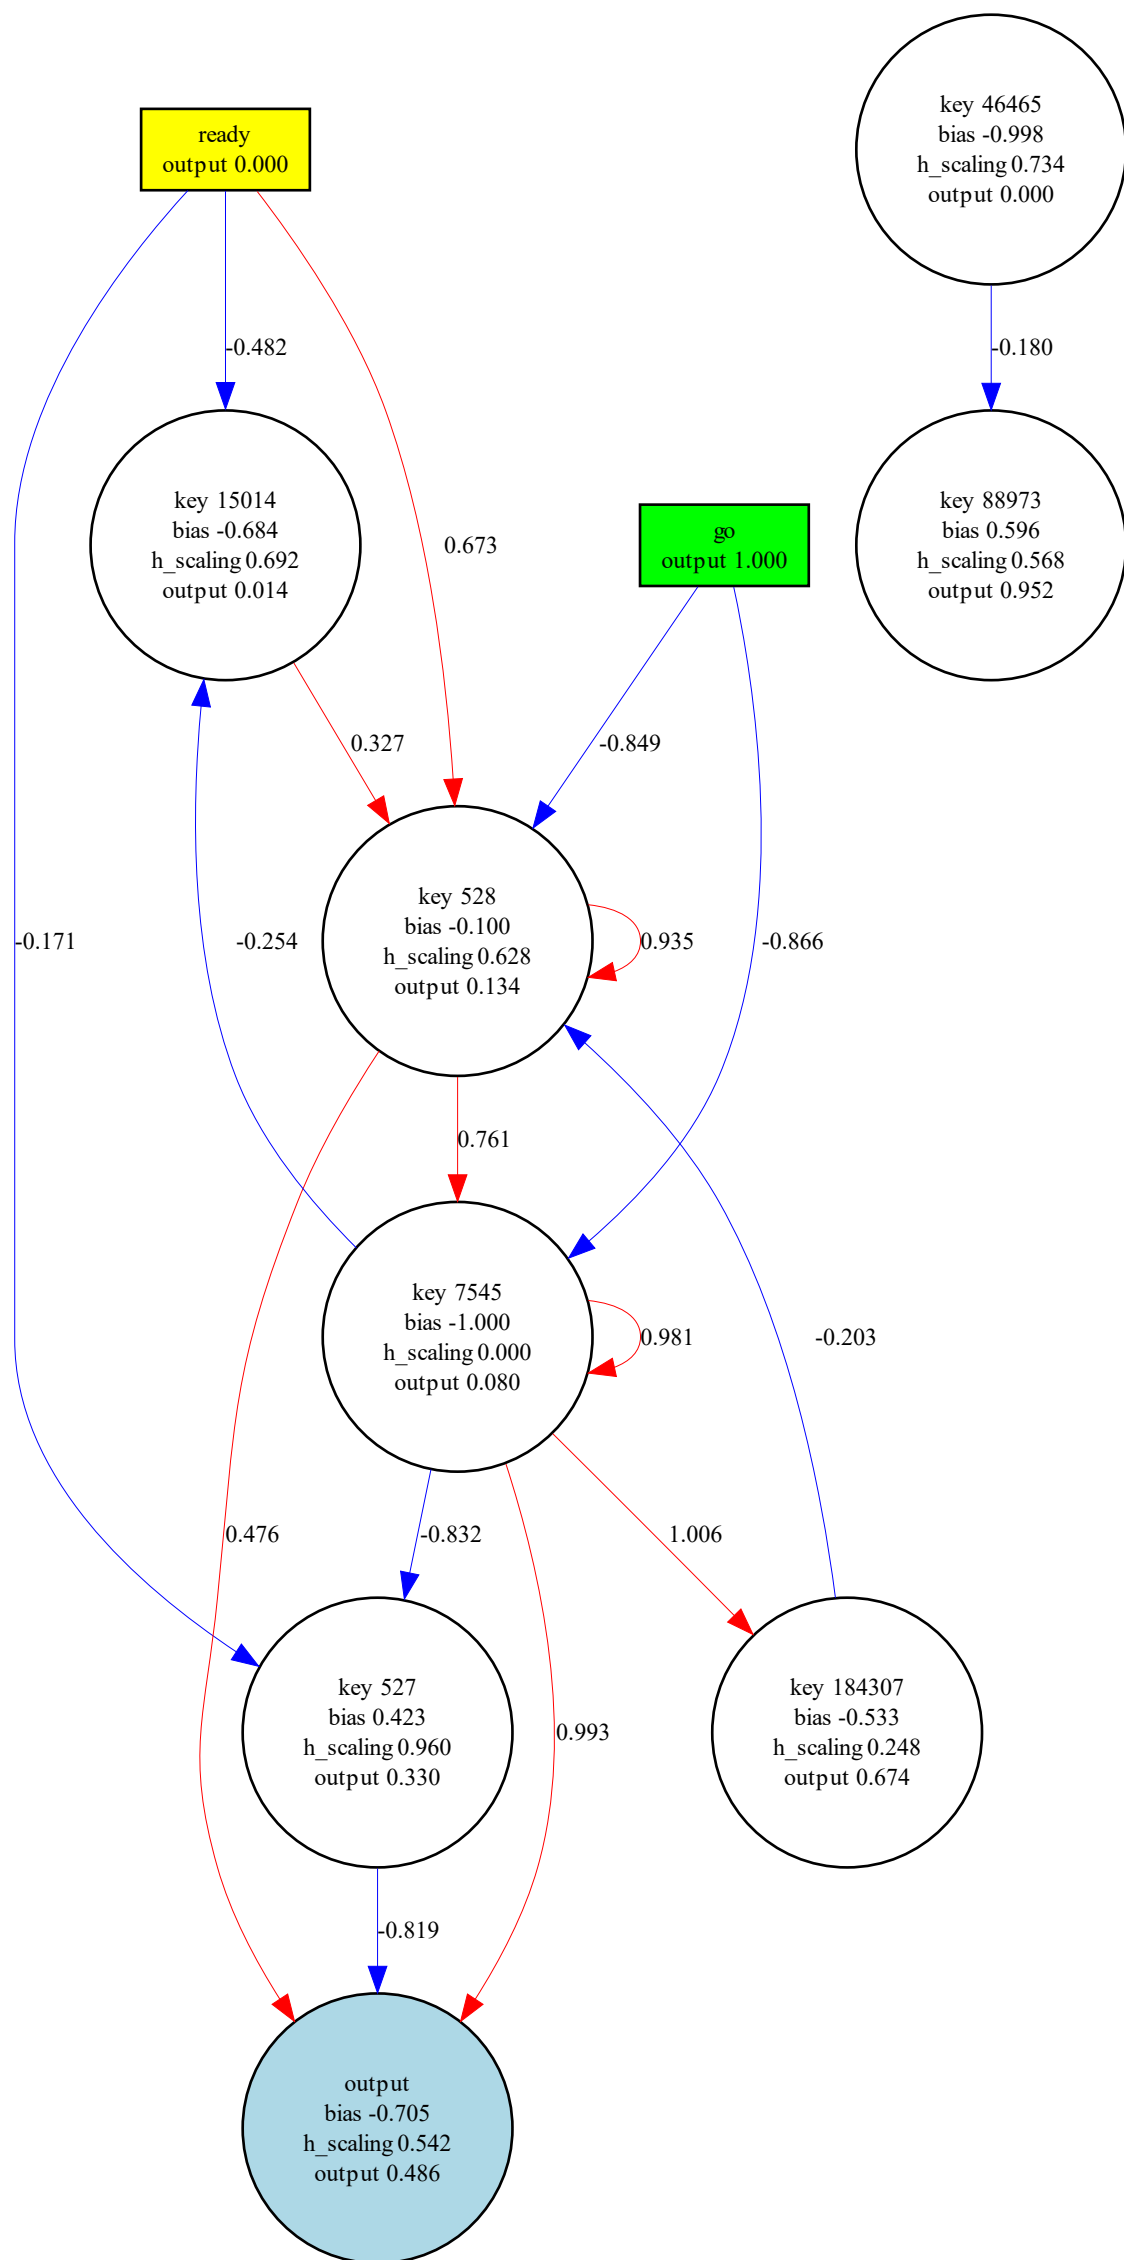 key 46465
bias -0.998
h_scaling 0.734
output 0.000
ready
output 0.000
-0.482
-0.180
key 15014
bias -0.684
h_scaling 0.692
output 0.014
0.673
go
output 1.000
key 88973
bias 0.596
h_scaling 0.568
output 0.952
0.327
-0.849
-0.171
-0.254
key 528
bias -0.100
h_scaling 0.628
output 0.134
0.935
-0.866
0.761
key 7545
bias -1.000
h_scaling 0.000
output 0.080
0.981
-0.203
0.476
-0.832
1.006
key 527
bias 0.423
h_scaling 0.960
output 0.330
0.993
key 184307
bias -0.533
h_scaling 0.248
output 0.674
-0.819
output
bias -0.705
h_scaling 0.542
output 0.486